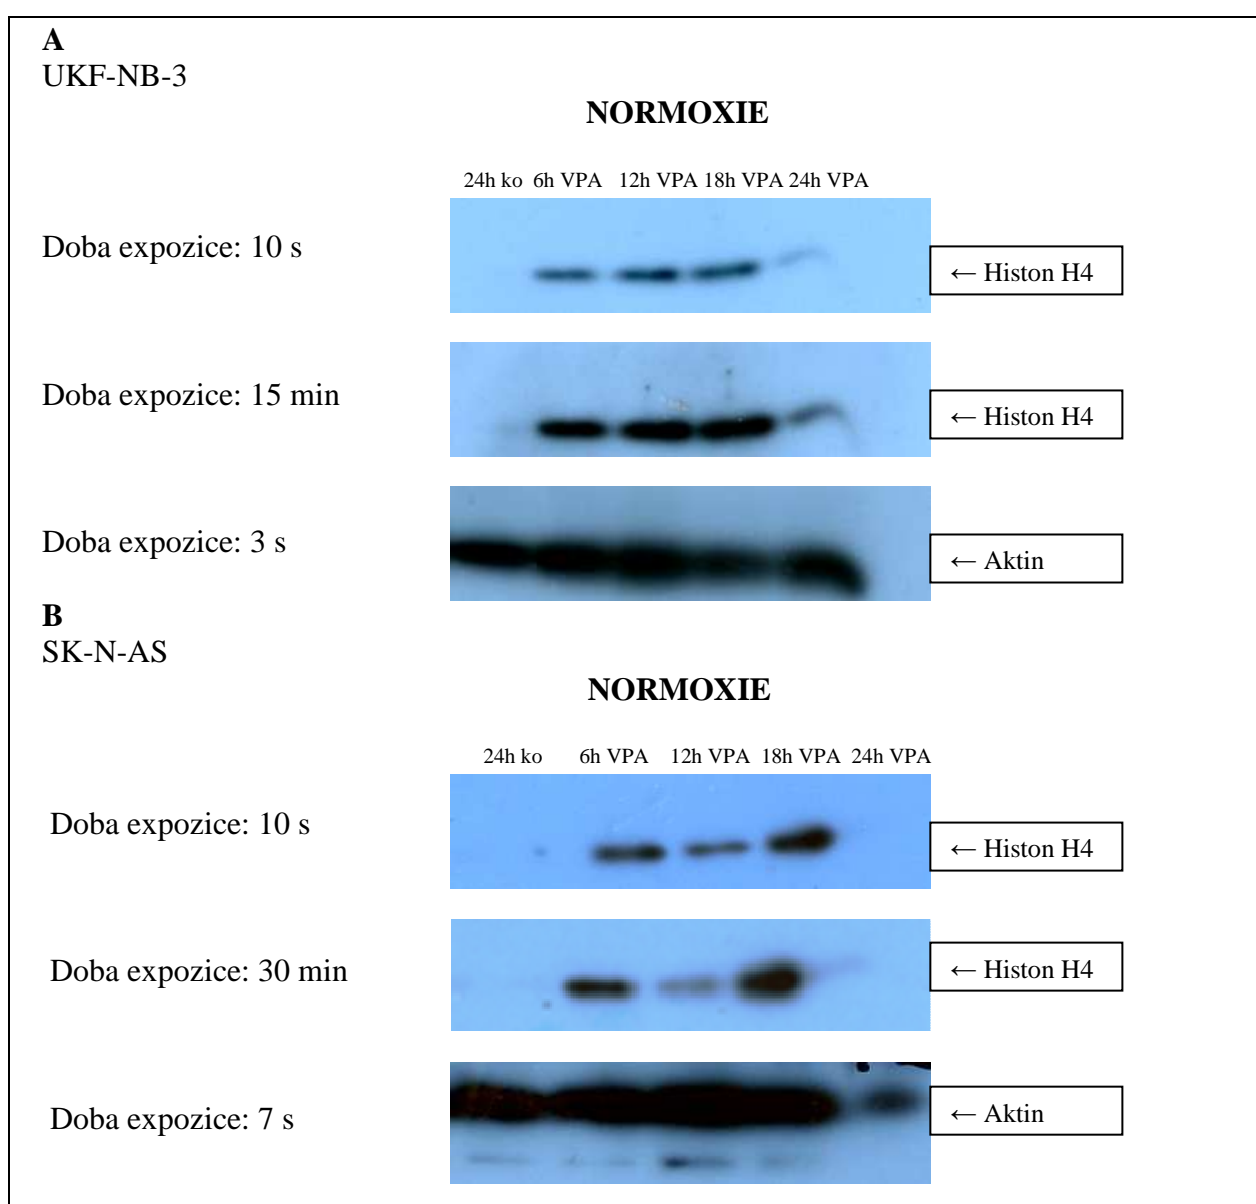 A
UKF-NB-3
NORMOXIE
24h ko 6h VPA 12h VPA 18h VPA 24h VPA
Doba expozice: 10 s
← Histon H4
Doba expozice: 15 min
← Histon H4
Doba expozice: 3 s
← Aktin
B
SK-N-AS
NORMOXIE
24h ko 6h VPA 12h VPA 18h VPA 24h VPA
Doba expozice: 10 s
← Histon H4
Doba expozice: 30 min
← Histon H4
Doba expozice: 7 s
← Aktin